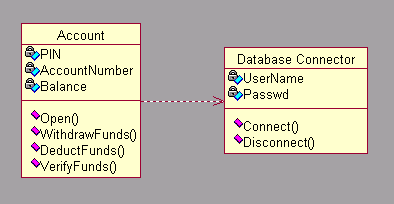 Account
PIN
AccountNumber
Balance
Open()
WithdrawFunds()
DeductFunds()
VerifyFunds()
Database Connector
UserName
Passwd
Connect()
Disconnect()